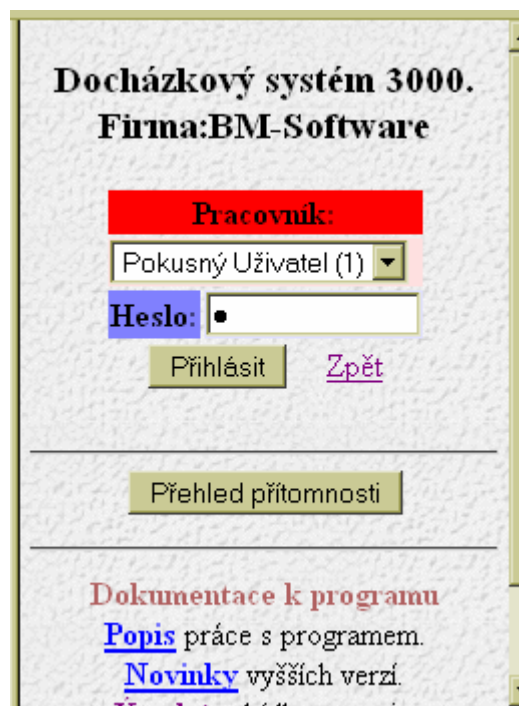 Docházkový systém 3000.
Firma:BM-Software
Pracovník:
Pokusný Uživatel (1)
Heslo:
Přihlásit Zpět
Přehled přítomnosti
Dokumentace k programu
Popis práce s programem.
Novinky vyšších verzí.